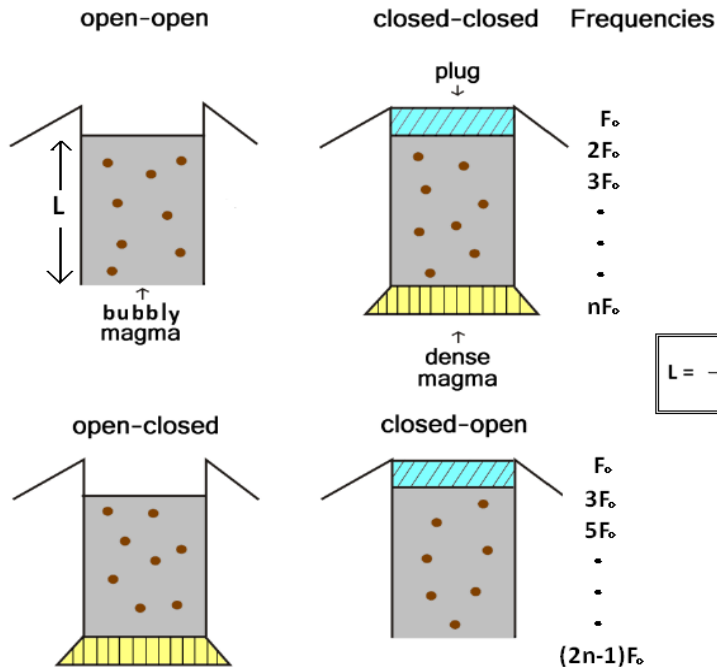 open-open
closed-closed
Frequencies
plug
L
bubbly
magma
dense
magma
F₀
2F₀
3F₀
•
•
•
nF₀
L = –
open-closed
closed-open
F₀
3F₀
5F₀
•
•
•
(2n-1)F₀